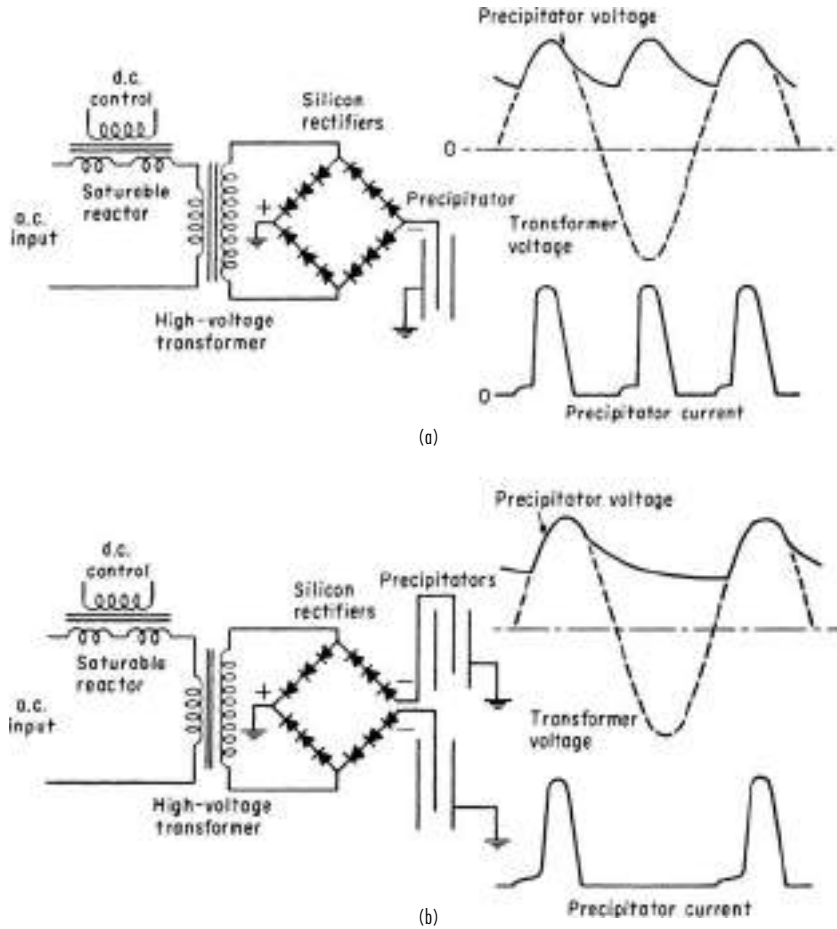 Precipitator voltage
d.c.
control
Silicon
rectifiers
Saturable
reactor
a.c.
input
+
Precipitator
−
0
Transformer
voltage
High-voltage
transformer
0
Precipitator current
(a)
Precipitator voltage
d.c.
control
Silicon
rectifiers
Precipitators
Saturable
reactor
a.c.
input
+
−
−
Transformer
voltage
High-voltage
transformer
Precipitator current
(b)